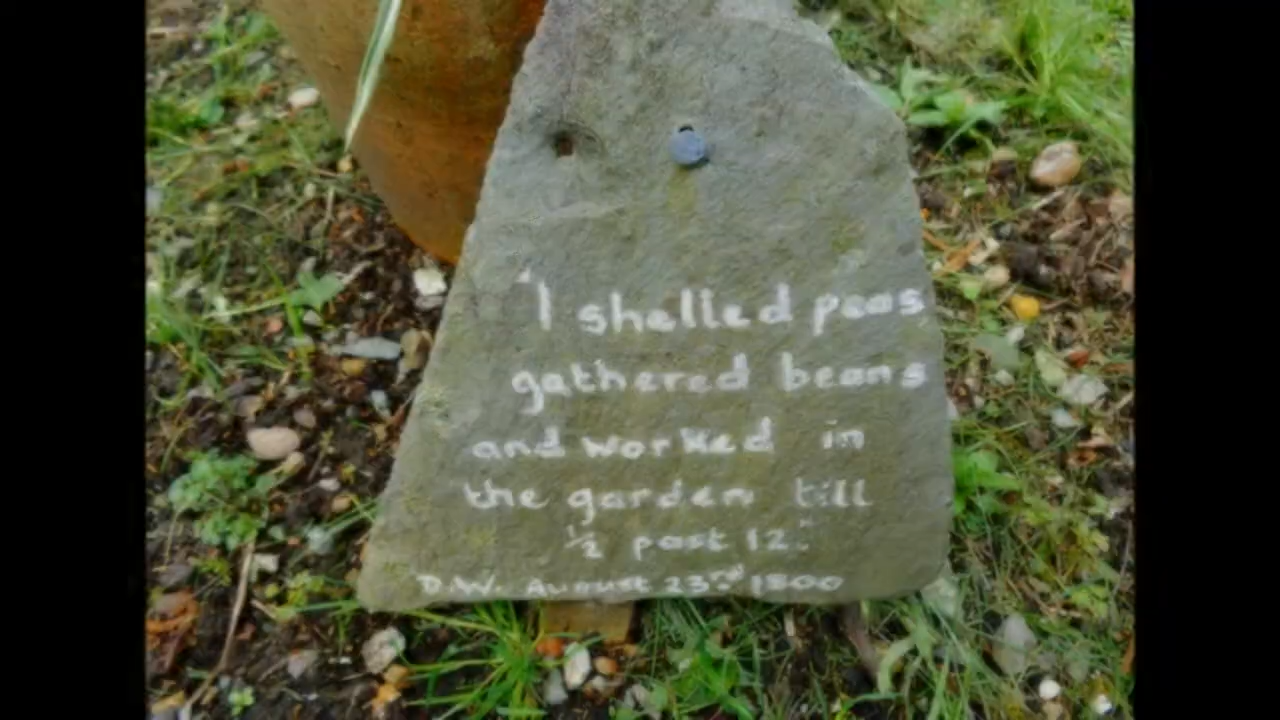 "I shelled peas
gathered beans
and worked in
the garden till
½ past 12."
D.W. August 23rd 1800